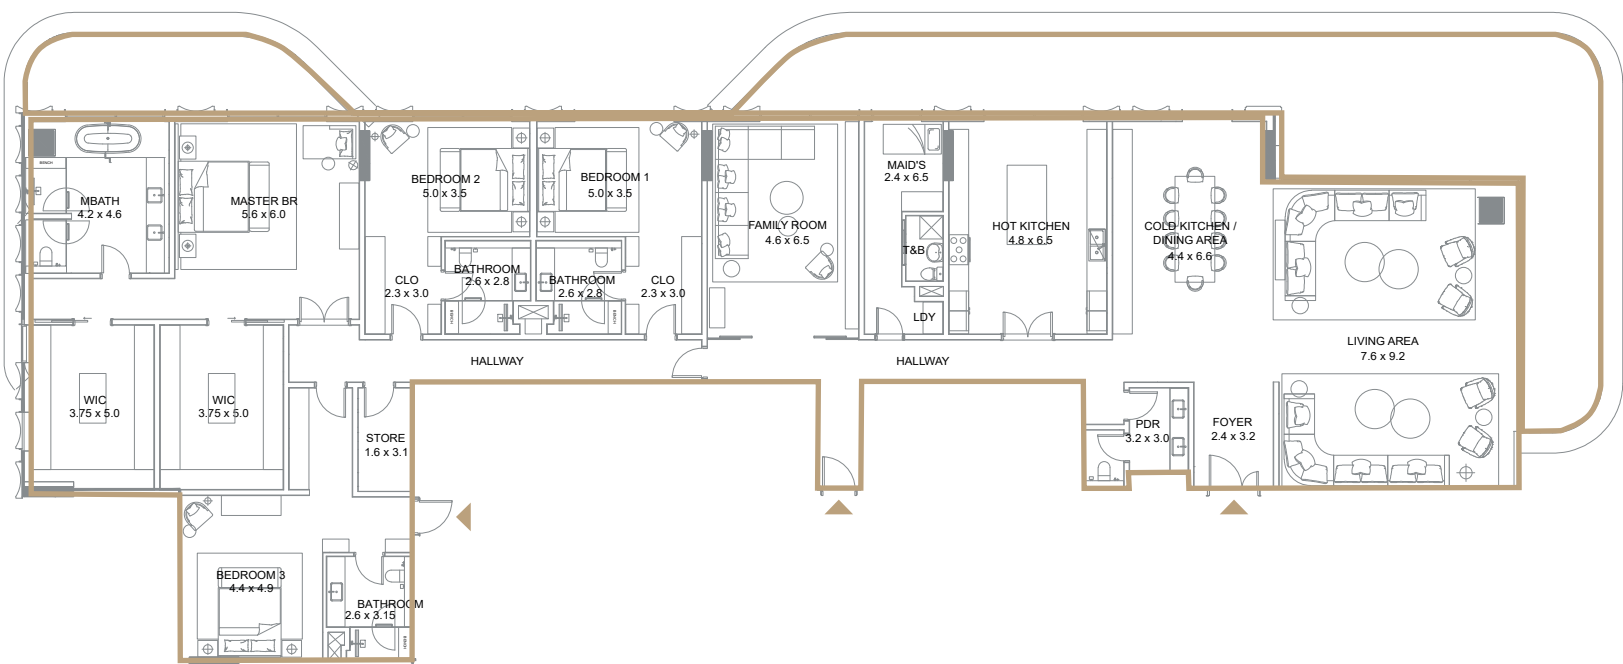 MBATH
4.2 x 4.6
MASTER BR
5.6 x 6.0
BEDROOM 2
5.0 x 3.5
BEDROOM 1
5.0 x 3.5
FAMILY ROOM
4.6 x 6.5
MAID'S
2.4 x 6.5
T&B
LDY
HOT KITCHEN
4.8 x 6.5
COLD KITCHEN /
DINING AREA
4.4 x 6.6
CLO
2.3 x 3.0
BATHROOM
2.6 x 2.8
BATHROOM
2.6 x 2.8
CLO
2.3 x 3.0
BENCH
BENCH
BENCH
HALLWAY
HALLWAY
LIVING AREA
7.6 x 9.2
WIC
3.75 x 5.0
WIC
3.75 x 5.0
STORE
1.6 x 3.1
PDR
3.2 x 3.0
FOYER
2.4 x 3.2
BEDROOM 3
4.4 x 4.9
BATHROOM
2.6 x 3.15
BENCH